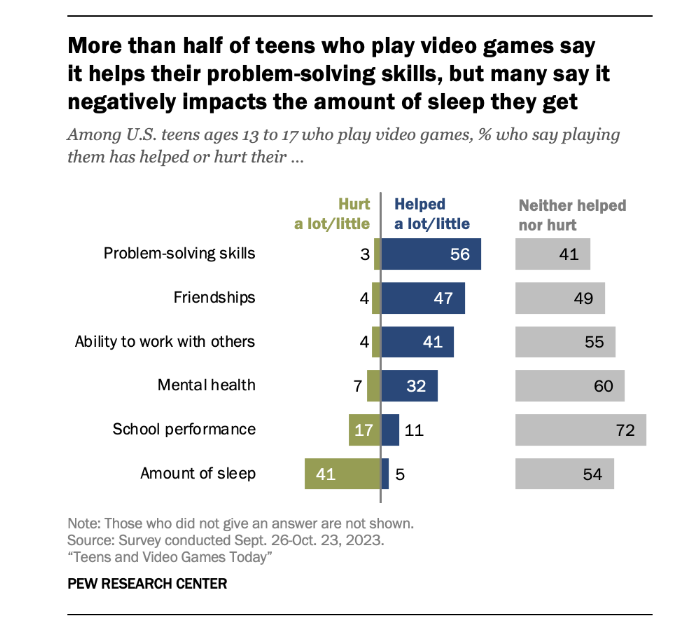 More than half of teens who play video games say
it helps their problem-solving skills, but many say it
negatively impacts the amount of sleep they get
Among U.S. teens ages 13 to 17 who play video games, % who say playing
them has helped or hurt their ...
Hurt a lot/little
Helped a lot/little
Neither helped nor hurt
Problem-solving skills 3 56 41
Friendships 4 47 49
Ability to work with others 4 41 55
Mental health 7 32 60
School performance 17 11 72
Amount of sleep 41 5 54
Note: Those who did not give an answer are not shown.
Source: Survey conducted Sept. 26-Oct. 23, 2023.
“Teens and Video Games Today”
PEW RESEARCH CENTER